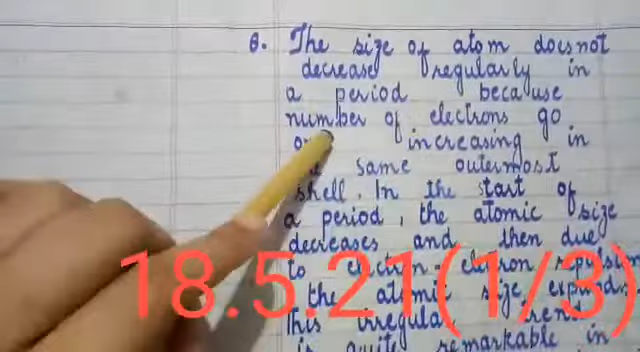 6. The size of atom does not
decrease regularly in
a period because
number of electrons go
increasing in
same outermost
shell. In the start of
a period, the atomic size
decreases and then due
to electron-electron repulsion
the atomic size expands.
This irregular trend
is quite remarkable in
18.5.21(1/3)